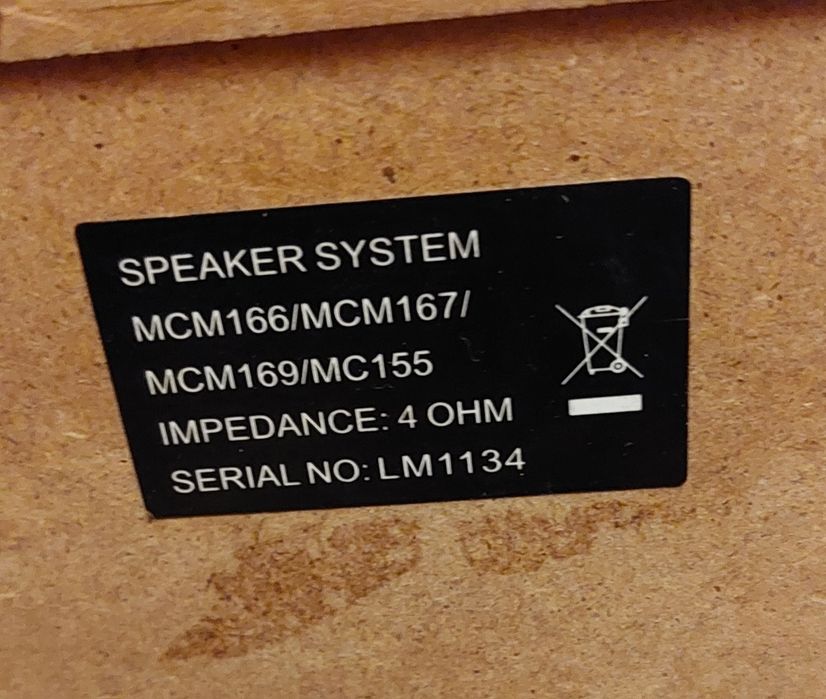 SPEAKER SYSTEM
MCM166/MCM167/
MCM169/MC155
IMPEDANCE: 4 OHM
SERIAL NO: LM1134